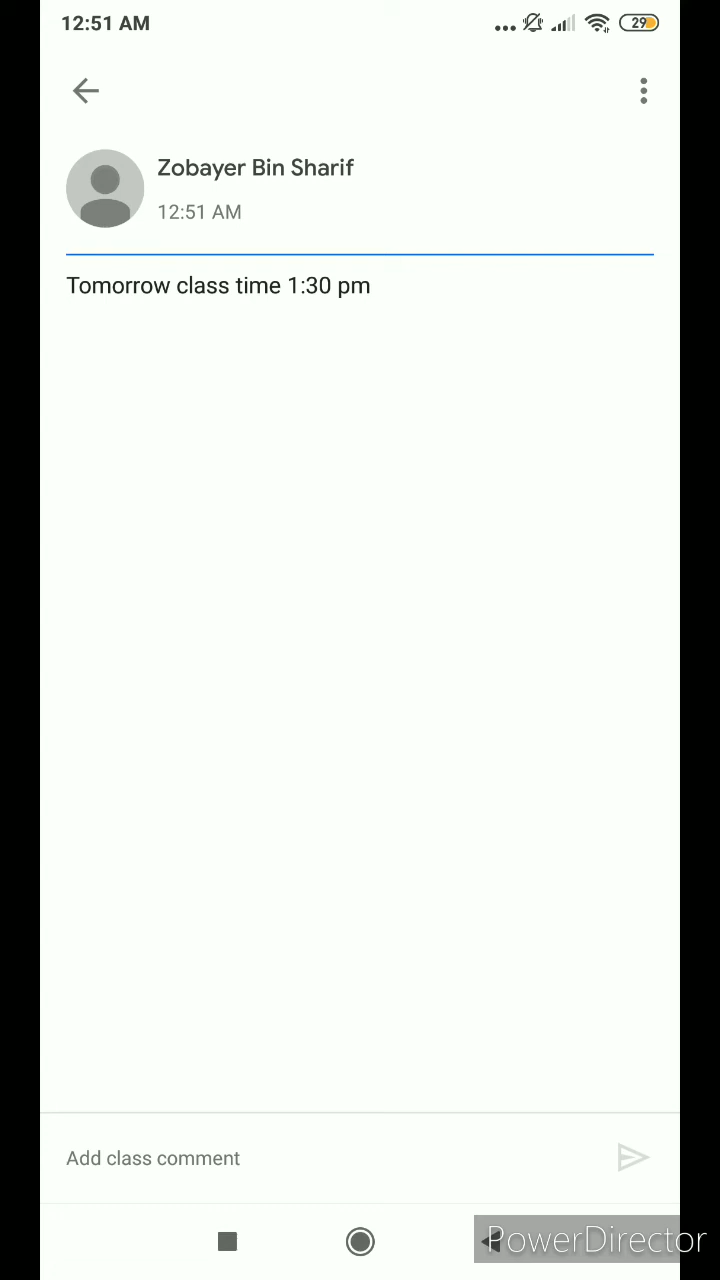 12:51 AM
29
Zobayer Bin Sharif
12:51 AM
Tomorrow class time 1:30 pm
Add class comment
PowerDirector